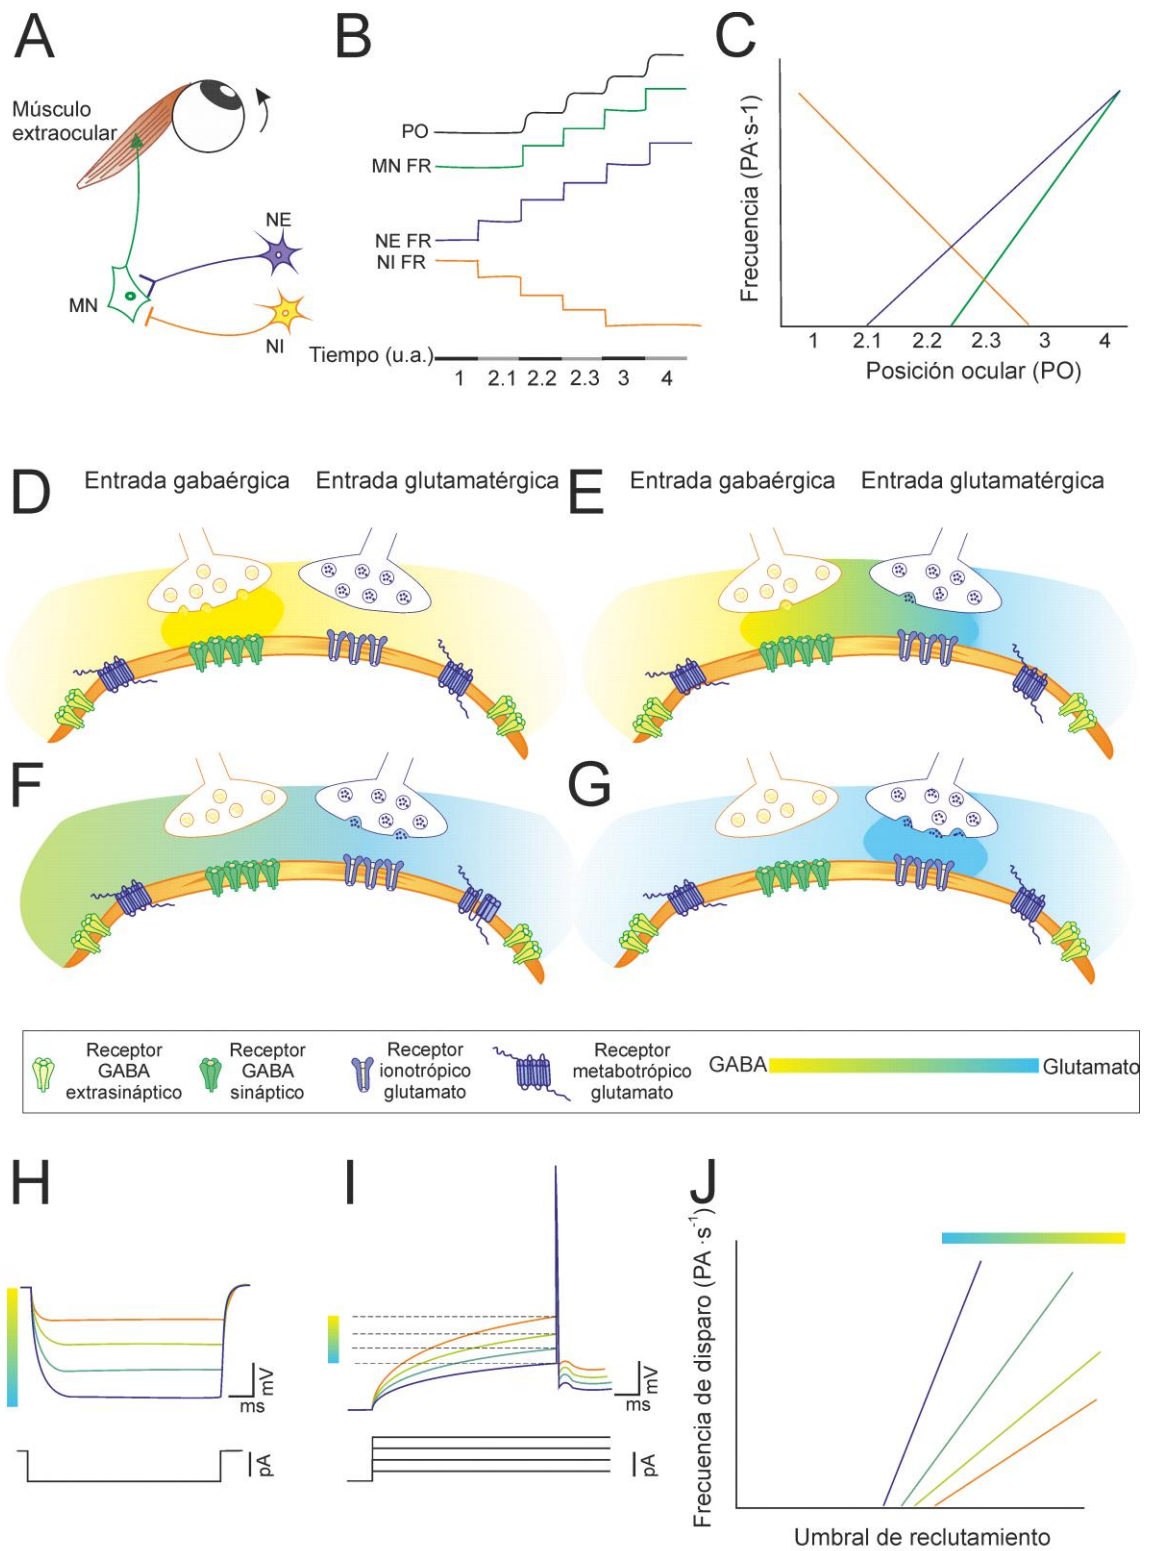 A
Músculo
extraocular
NE
MN
NI
B
PO
MN FR
NE FR
NI FR
Tiempo (u.a.)
1 2.1 2.2 2.3 3 4
C
Frecuencia (PA·s-1)
1 2.1 2.2 2.3 3 4
Posición ocular (PO)
D
Entrada gabaérgica Entrada glutamatérgica
E
Entrada gabaérgica Entrada glutamatérgica
F
G
Receptor
GABA
extrasináptico
Receptor
GABA
sináptico
Receptor
ionotrópico
glutamato
Receptor
metabotrópico
glutamato
GABA
Glutamato
H
mV
ms
pA
I
mV
ms
pA
J
Frecuencia de disparo (PA ·s⁻¹)
Umbral de reclutamiento